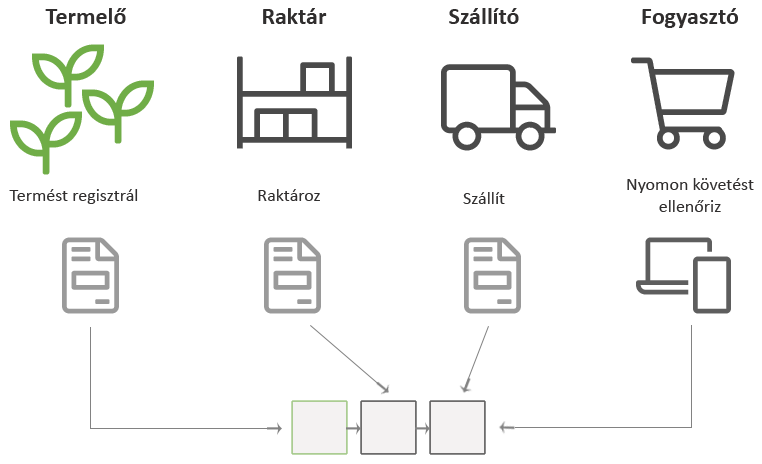 Termelő
Raktár
Szállító
Fogyasztó
Termést regisztrál
Raktároz
Szállít
Nyomon követést
ellenőriz